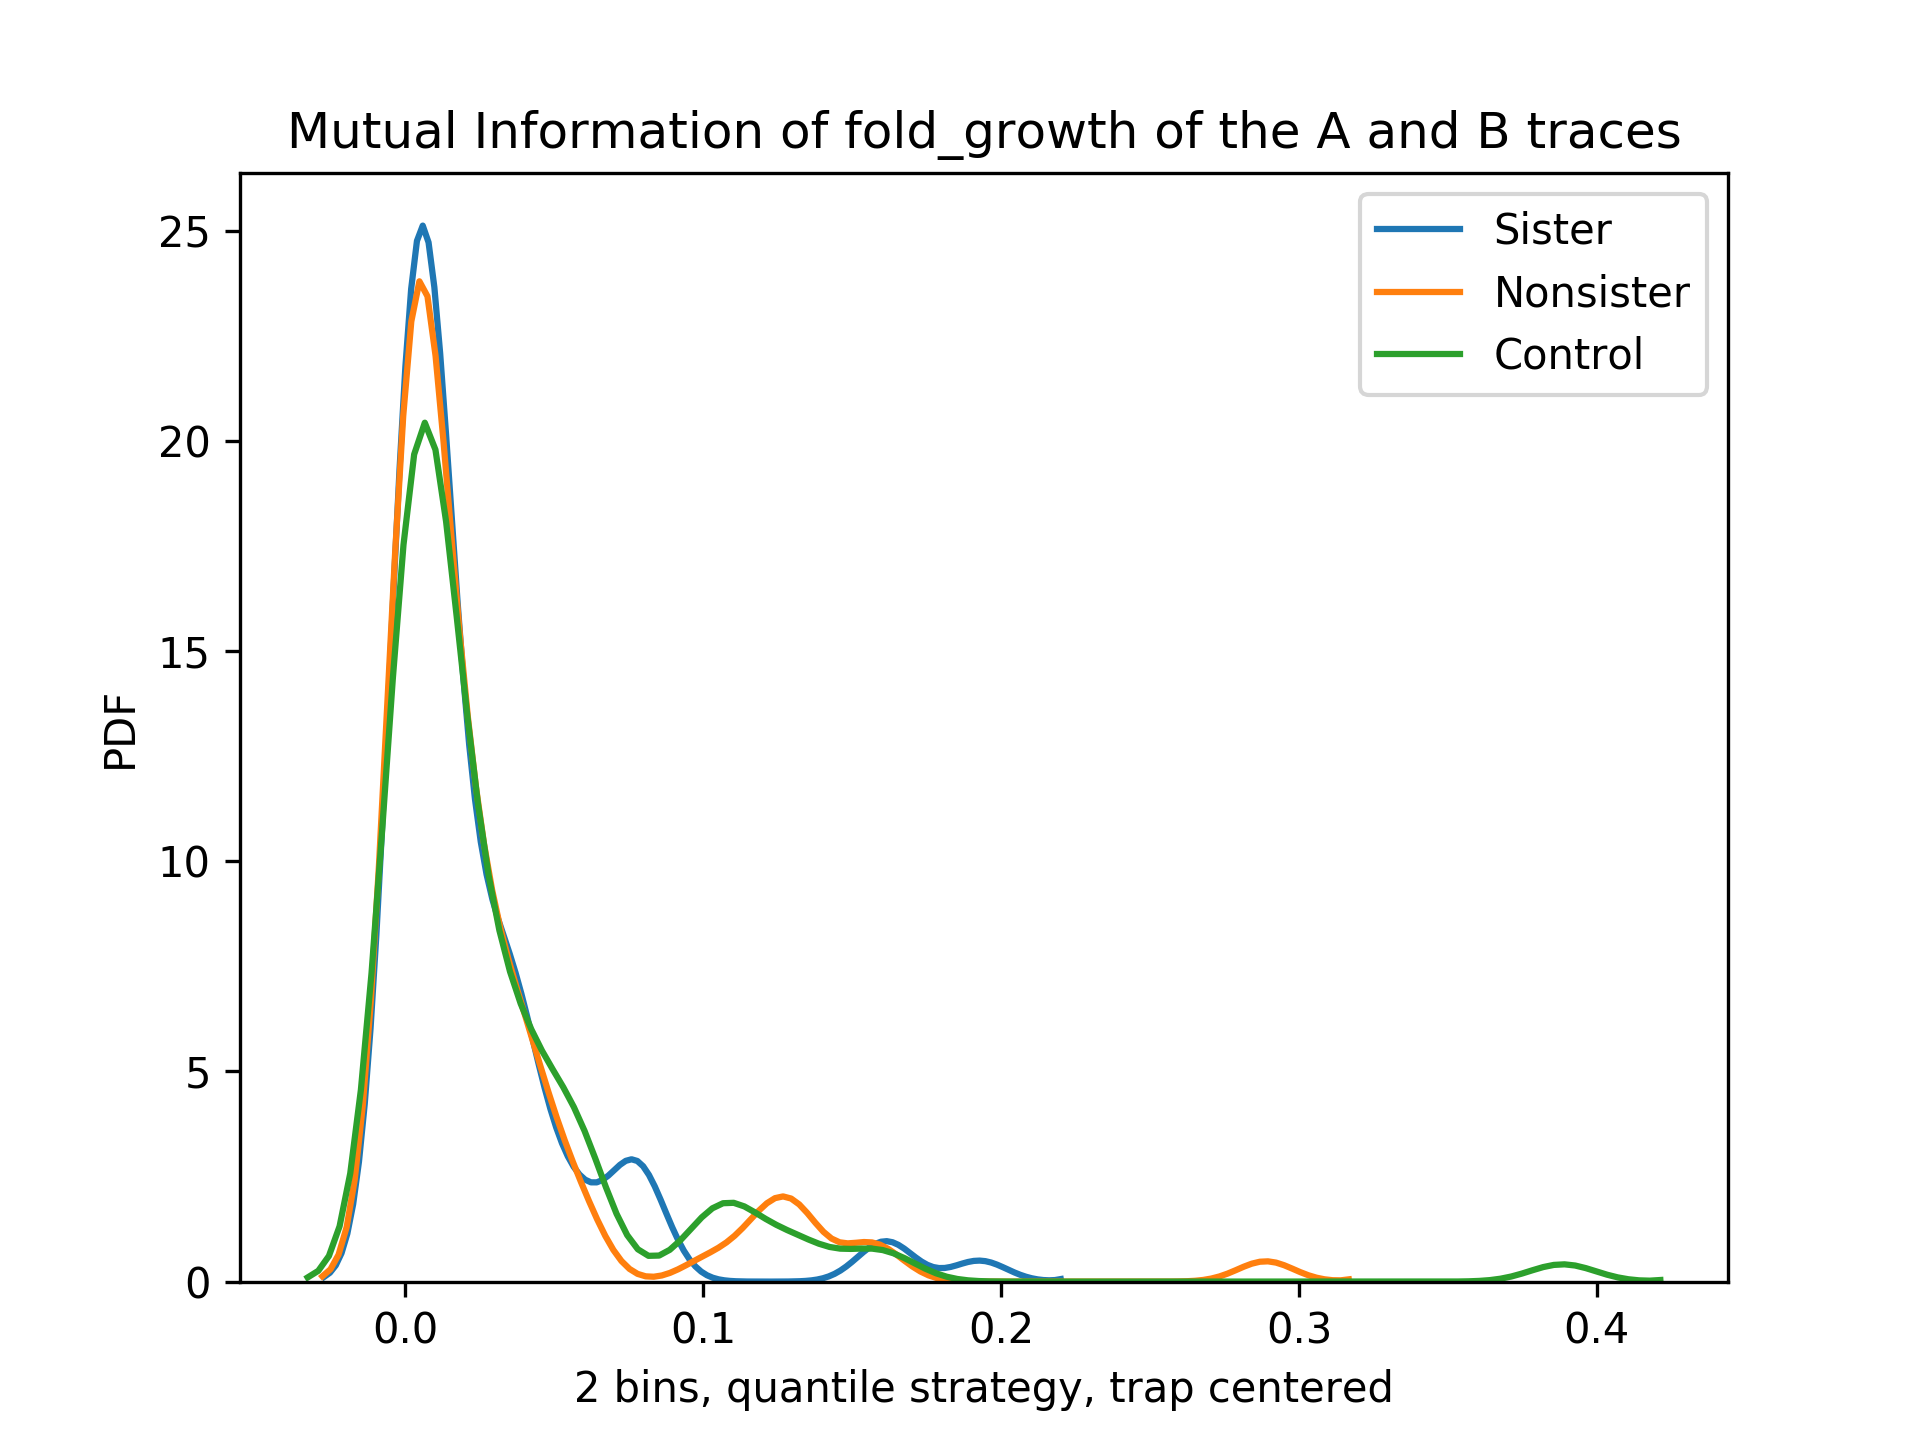 Mutual Information of fold_growth of the A and B traces
Sister
Nonsister
Control
25
20
15
10
5
0
PDF
0.0 0.1 0.2 0.3 0.4
2 bins, quantile strategy, trap centered